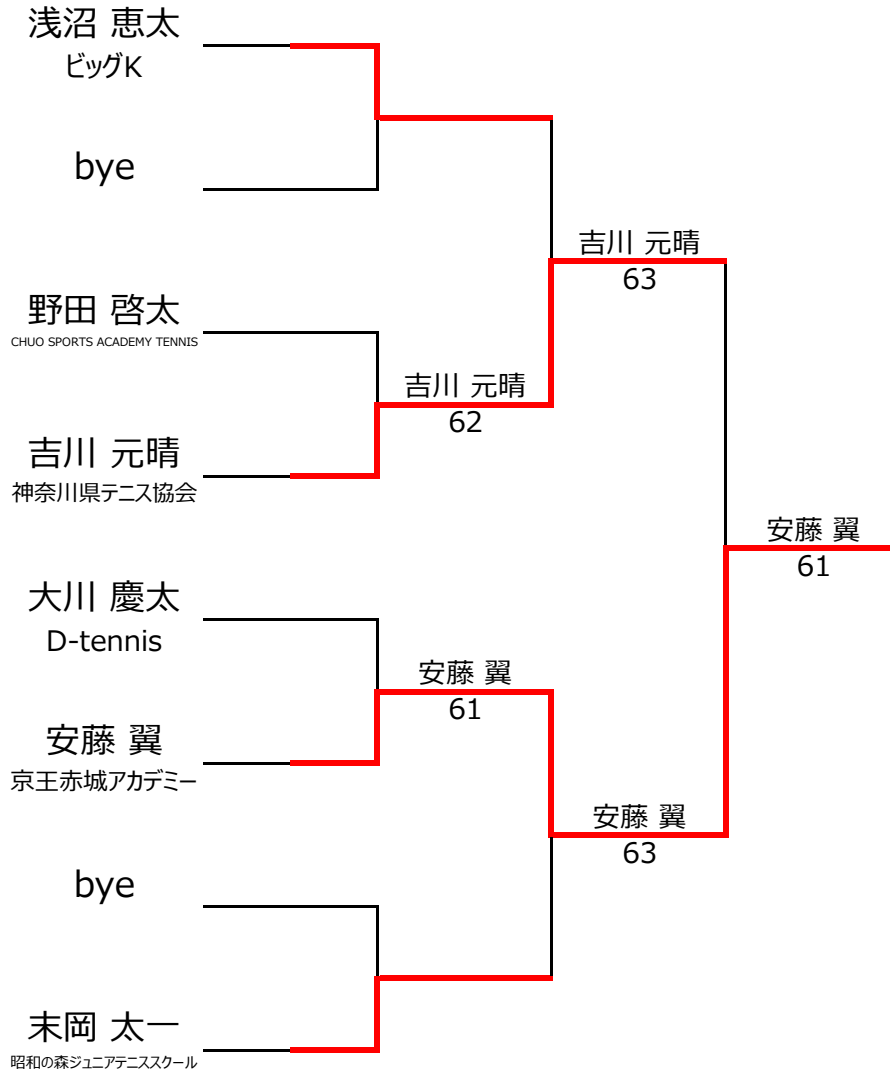 浅沼 恵太
ビッグK
bye
野田 啓太
CHUO SPORTS ACADEMY TENNIS
吉川 元晴
神奈川県テニス協会
大川 慶太
D-tennis
安藤 翼
京王赤城アカデミー
bye
末岡 太一
昭和の森ジュニアテニススクール
吉川 元晴
62
安藤 翼
61
吉川 元晴
63
安藤 翼
63
安藤 翼
61